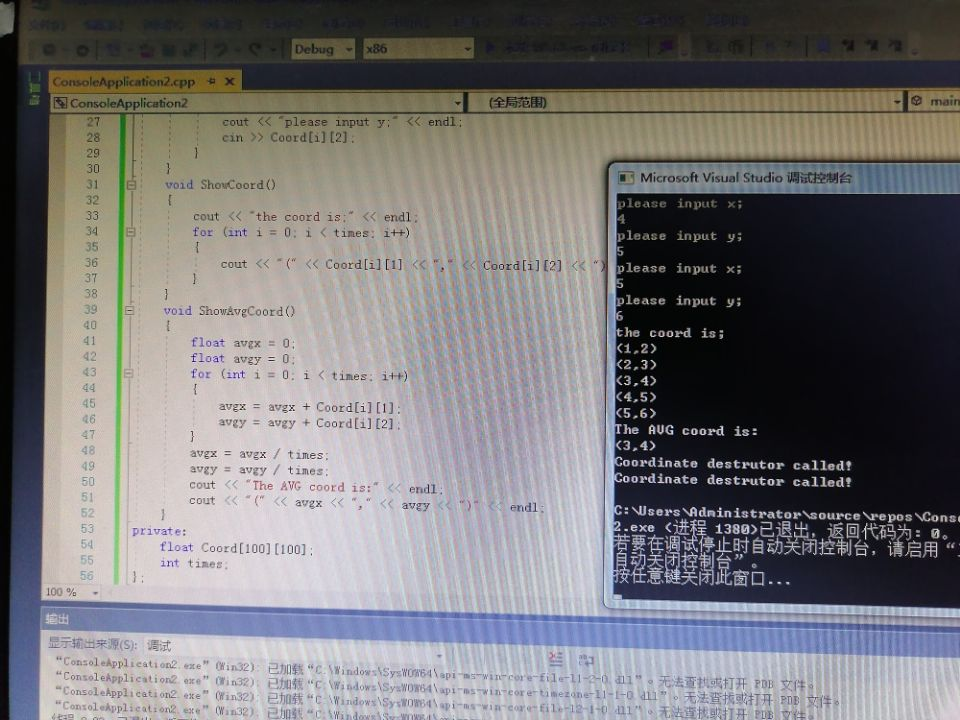 Debug
x86
ConsoleApplication2.cpp
ConsoleApplication2
(全局范围)
main
27 cout << "please input y;" << endl;
28 cin >> Coord[i][2];
29 }
30 }
31 void ShowCoord()
32 {
33 cout << "the coord is;" << endl;
34 for (int i = 0; i < times; i++)
35 {
36 cout << "(" << Coord[i][1] << "," << Coord[i][2] << ")
37 }
38 }
39 void ShowAvgCoord()
40 {
41 float avgx = 0;
42 float avgy = 0;
43 for (int i = 0; i < times; i++)
44 {
45 avgx = avgx + Coord[i][1];
46 avgy = avgy + Coord[i][2];
47 }
48 avgx = avgx / times;
49 avgy = avgy / times;
50 cout << "The AVG coord is:" << endl;
51 cout << "(" << avgx << "," << avgy << ")" << endl;
52 }
53 private:
54 float Coord[100][100];
55 int times;
56 };
100 %
Microsoft Visual Studio 调试控制台
please input x;
4
please input y;
5
please input x;
5
please input y;
6
the coord is;
(1,2)
(2,3)
(3,4)
(4,5)
(5,6)
The AVG coord is:
(3,4)
Coordinate destrutor called!
Coordinate destrutor called!
C:\Users\Administrator\source\repos\Conso
2.exe (进程 1380)已退出，返回代码为: 0。
若要在调试停止时自动关闭控制台，请启用“
自动关闭控制台”。
按任意键关闭此窗口...
输出
显示输出来源(S): 调试
“ConsoleApplication2.exe”(Win32): 已加载“C:\Windows\SysWOW64\api-ms-win-core-file-l1-2-0.dll”。无法查找或打开 PDB 文件。
“ConsoleApplication2.exe”(Win32): 已加载“C:\Windows\SysWOW64\api-ms-win-core-timezone-l1-1-0.dll”。无法查找或打开 PDB 文件。
“ConsoleApplication2.exe”(Win32): 已加载“C:\Windows\SysWOW64\api-ms-win-core-file-l2-1-0.dll”。无法查找或打开 PDB 文件。
“ConsoleApplication2.exe”(Win32): 已加载